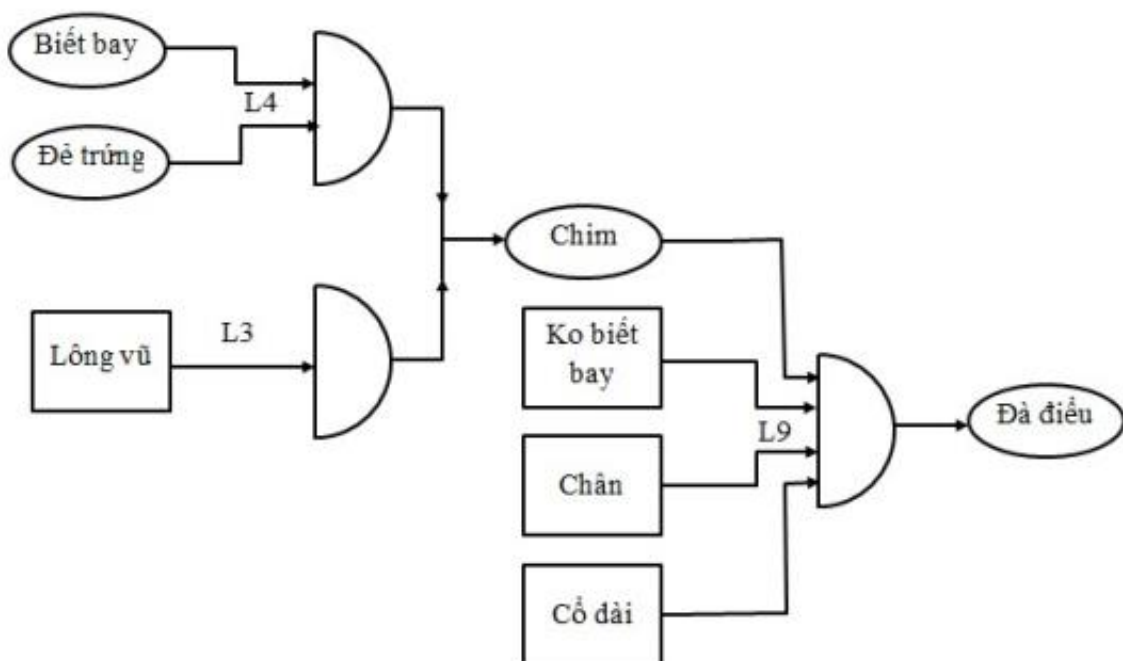 Biết bay
L4
Đẻ trứng
L3
Lông vũ
Chim
Ko biết
bay
L9
Chân
Cổ dài
Đà điểu